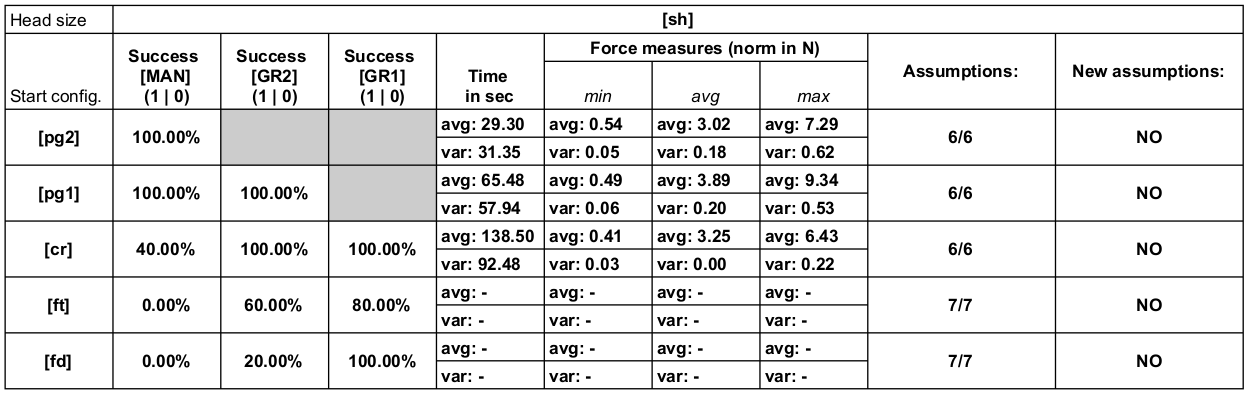 Head size [sh]
Start config. Success [MAN] (1 | 0) Success [GR2] (1 | 0) Success [GR1] (1 | 0) Time in sec Force measures (norm in N) Assumptions: New assumptions:
min avg max
[pg2] 100.00% avg: 29.30 avg: 0.54 avg: 3.02 avg: 7.29 6/6 NO
var: 31.35 var: 0.05 var: 0.18 var: 0.62
[pg1] 100.00% 100.00% avg: 65.48 avg: 0.49 avg: 3.89 avg: 9.34 6/6 NO
var: 57.94 var: 0.06 var: 0.20 var: 0.53
[cr] 40.00% 100.00% 100.00% avg: 138.50 avg: 0.41 avg: 3.25 avg: 6.43 6/6 NO
var: 92.48 var: 0.03 var: 0.00 var: 0.22
[ft] 0.00% 60.00% 80.00% avg: - avg: - avg: - avg: - 7/7 NO
var: - var: - var: - var: -
[fd] 0.00% 20.00% 100.00% avg: - avg: - avg: - avg: - 7/7 NO
var: - var: - var: - var: -